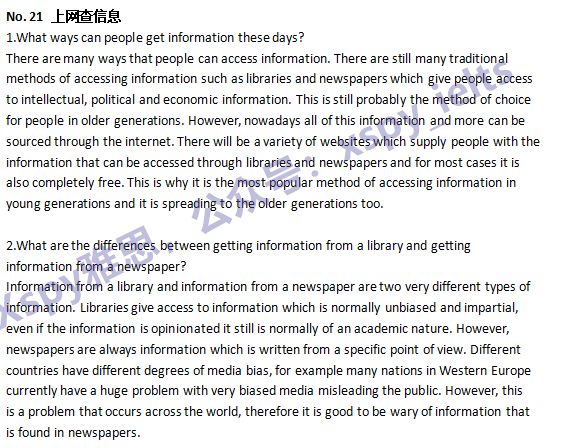 No. 21 上网查信息
1.What ways can people get information these days?
There are many ways that people can access information. There are still many traditional
methods of accessing information such as libraries and newspapers which give people access
to intellectual, political and economic information. This is still probably the method of choice
for people in older generations. However, nowadays all of this information and more can be
sourced through the internet. There will be a variety of websites which supply people with the
information that can be accessed through libraries and newspapers and for most cases it is
also completely free. This is why it is the most popular method of accessing information in
young generations and it is spreading to the older generations too.
2.What are the differences between getting information from a library and getting
information from a newspaper?
Information from a library and information from a newspaper are two very different types of
information. Libraries give access to information which is normally unbiased and impartial,
even if the information is opinionated it still is normally of an academic nature. However,
newspapers are always information which is written from a specific point of view. Different
countries have different degrees of media bias, for example many nations in Western Europe
currently have a huge problem with very biased media misleading the public. However, this
is a problem that occurs across the world, therefore it is good to be wary of information that
is found in newspapers.
xspy雅思，公众号：xspy_ielts